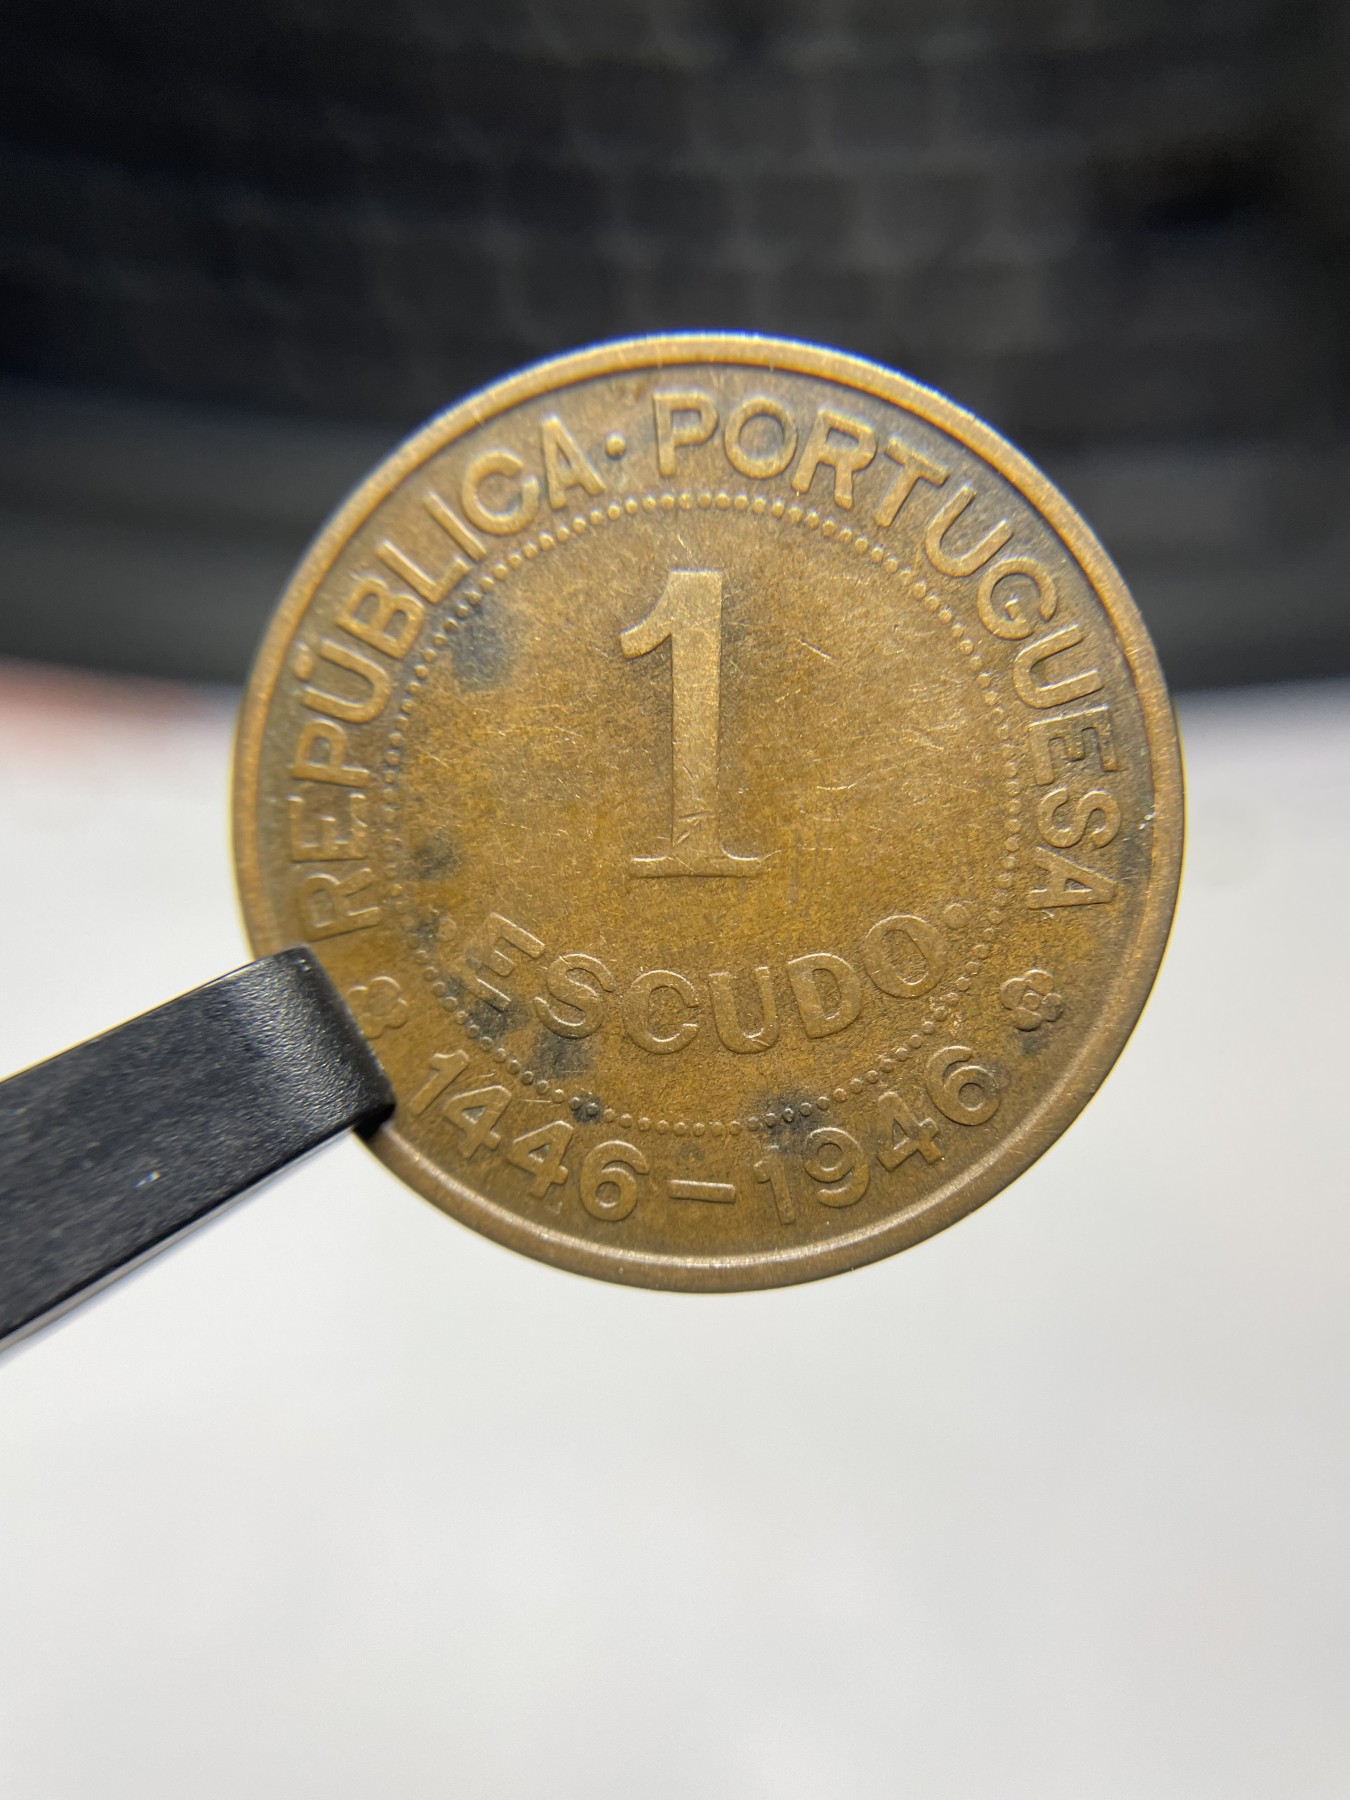 REPÚBLICA · PORTUGUESA
1
· ESCUDO ·
1446 – 1946